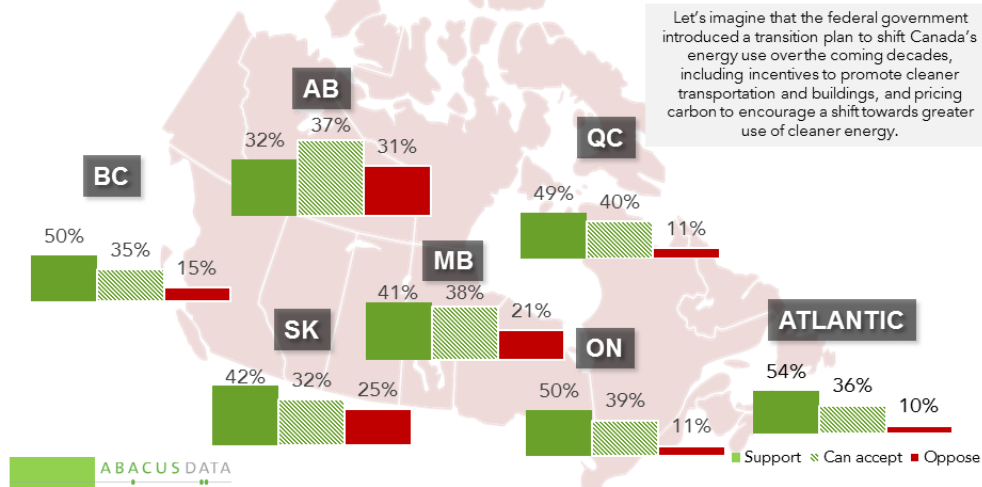 Let's imagine that the federal government
introduced a transition plan to shift Canada's
energy use over the coming decades,
including incentives to promote cleaner
transportation and buildings, and pricing
carbon to encourage a shift towards greater
use of cleaner energy.
AB
32% 37% 31%
BC
50% 35% 15%
QC
49% 40% 11%
MB
41% 38% 21%
SK
42% 32% 25%
ON
50% 39% 11%
ATLANTIC
54% 36% 10%
Support Can accept Oppose
ABACUS DATA